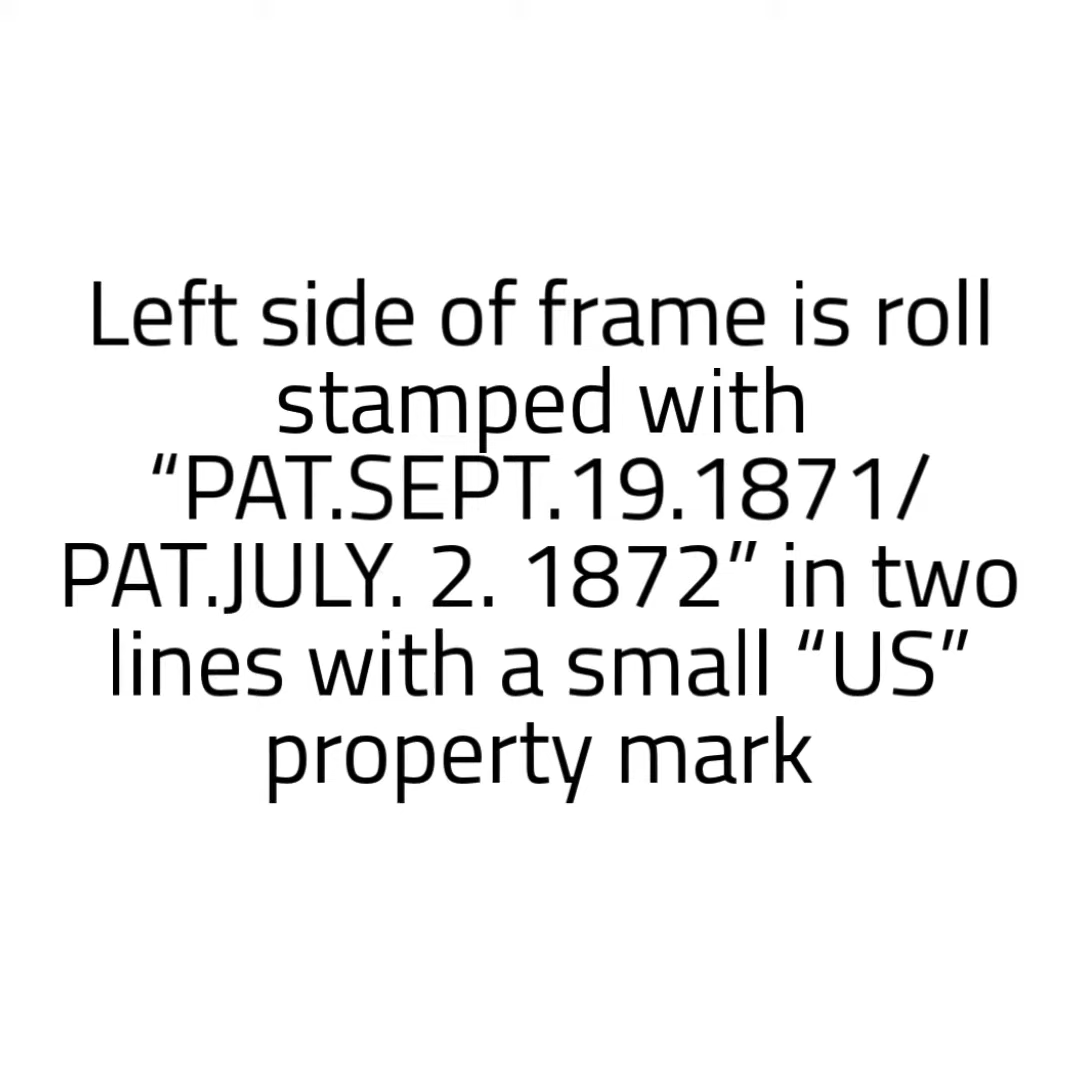 Left side of frame is roll
stamped with
“PAT.SEPT.19.1871/
PAT.JULY. 2. 1872” in two
lines with a small “US”
property mark